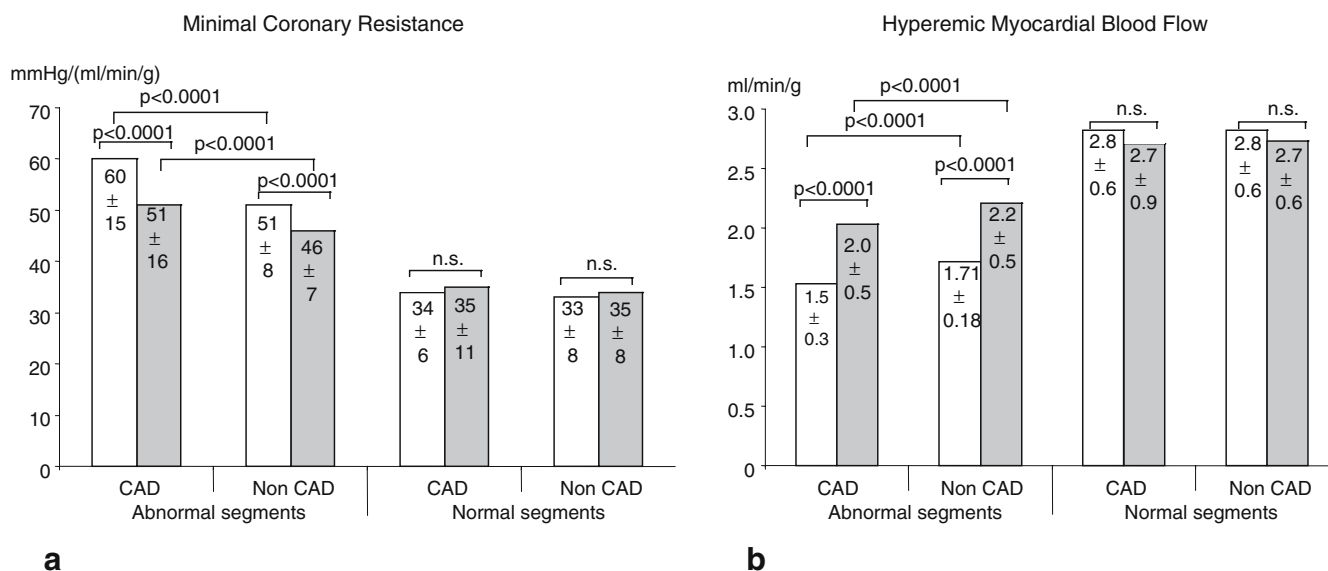 Minimal Coronary Resistance
mmHg/(ml/min/g)
70
60
50
40
30
20
10
0
p<0.0001
p<0.0001
p<0.0001
p<0.0001
n.s.
n.s.
60
±
15
51
±
16
51
±
8
46
±
7
34
±
6
35
±
11
33
±
8
35
±
8
CAD Non CAD CAD Non CAD
Abnormal segments Normal segments
a
Hyperemic Myocardial Blood Flow
ml/min/g
3.0
2.5
2.0
1.5
1.0
0.5
0
p<0.0001
p<0.0001
p<0.0001
p<0.0001
n.s.
n.s.
1.5
±
0.3
2.0
±
0.5
1.71
±
0.18
2.2
±
0.5
2.8
±
0.6
2.7
±
0.9
2.8
±
0.6
2.7
±
0.6
CAD Non CAD CAD Non CAD
Abnormal segments Normal segments
b